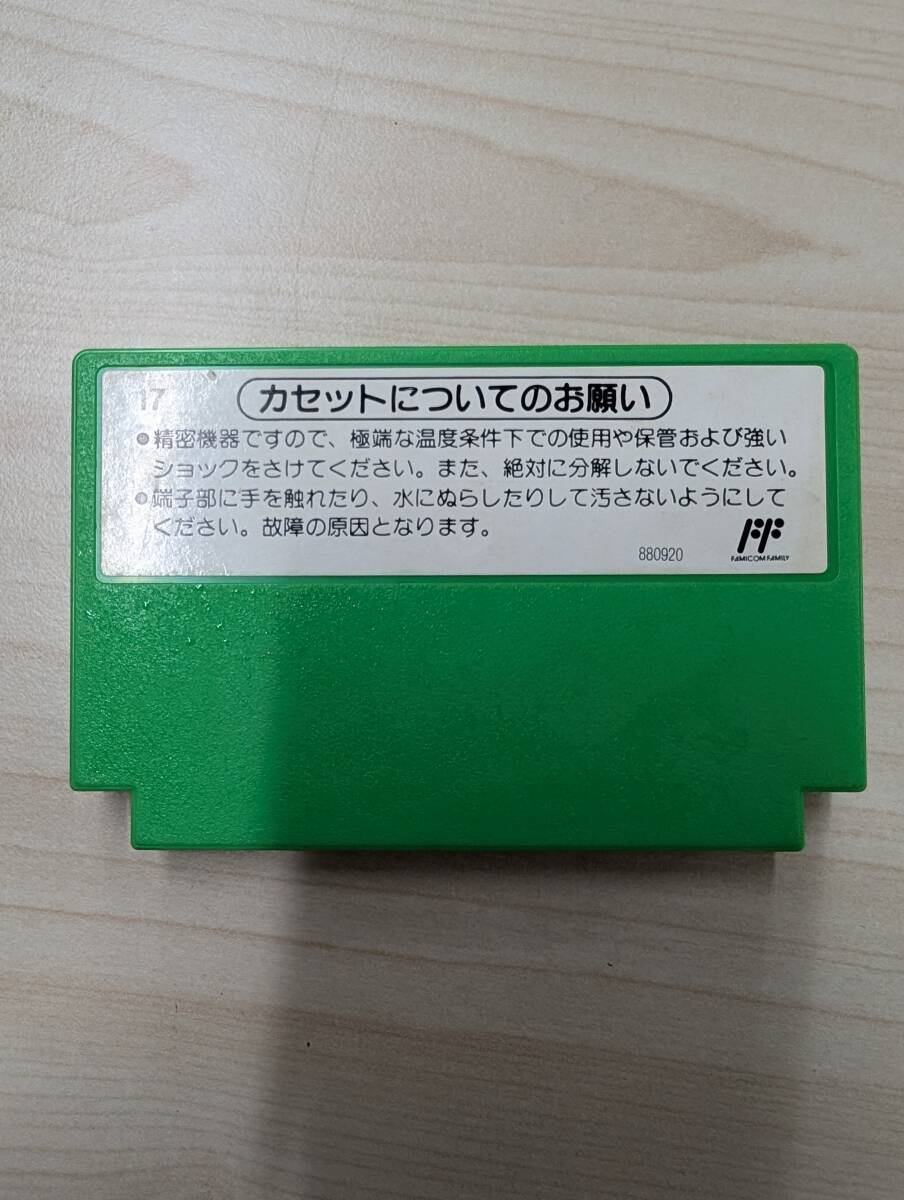 17
カセットについてのお願い
●精密機器ですので、極端な温度条件下での使用や保管および強い
ショックをさけてください。また、絶対に分解しないでください。
●端子部に手を触れたり、水にぬらしたりして汚さないようにして
ください。故障の原因となります。
880920
FAMICOM FAMILY